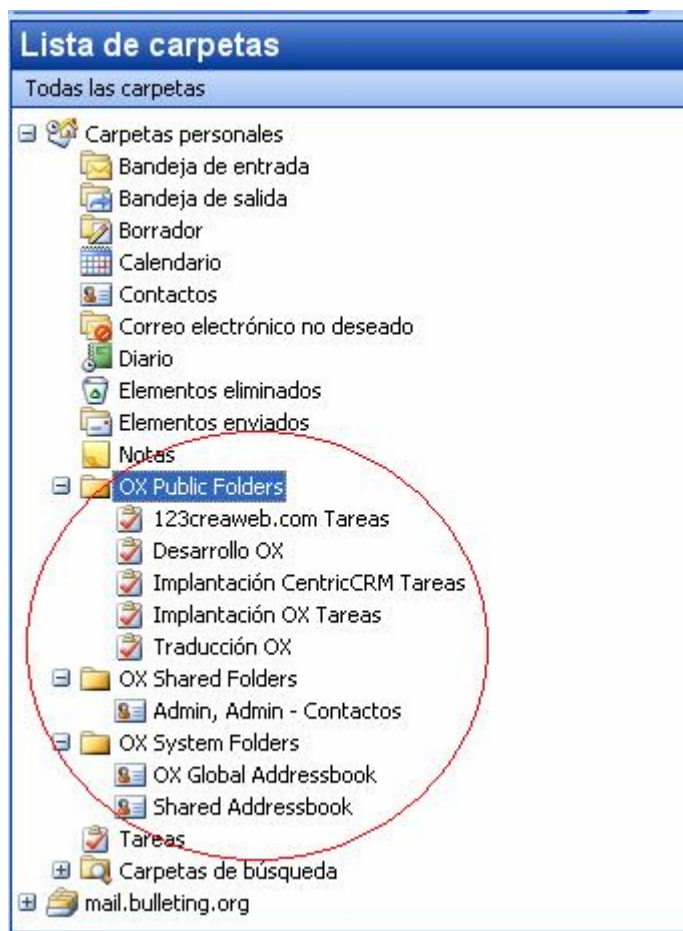 Lista de carpetas
Todas las carpetas
Carpetas personales
Bandeja de entrada
Bandeja de salida
Borrador
Calendario
Contactos
Correo electrónico no deseado
Diario
Elementos eliminados
Elementos enviados
Notas
OX Public Folders
123creaweb.com Tareas
Desarrollo OX
Implantación CentricCRM Tareas
Implantación OX Tareas
Traducción OX
OX Shared Folders
Admin, Admin - Contactos
OX System Folders
OX Global Addressbook
Shared Addressbook
Tareas
Carpetas de búsqueda
mail.bulleting.org